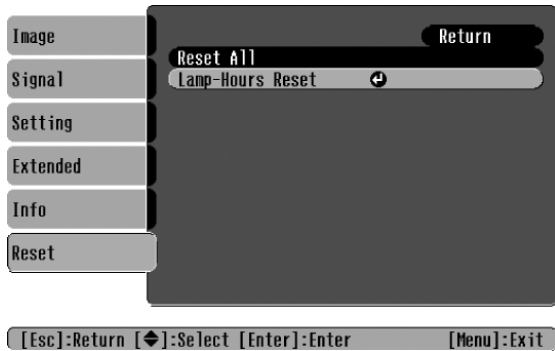 Image
Signal
Setting
Extended
Info
Reset
Return
Reset All
Lamp-Hours Reset
[Esc]:Return [◆]:Select [Enter]:Enter [Menu]:Exit